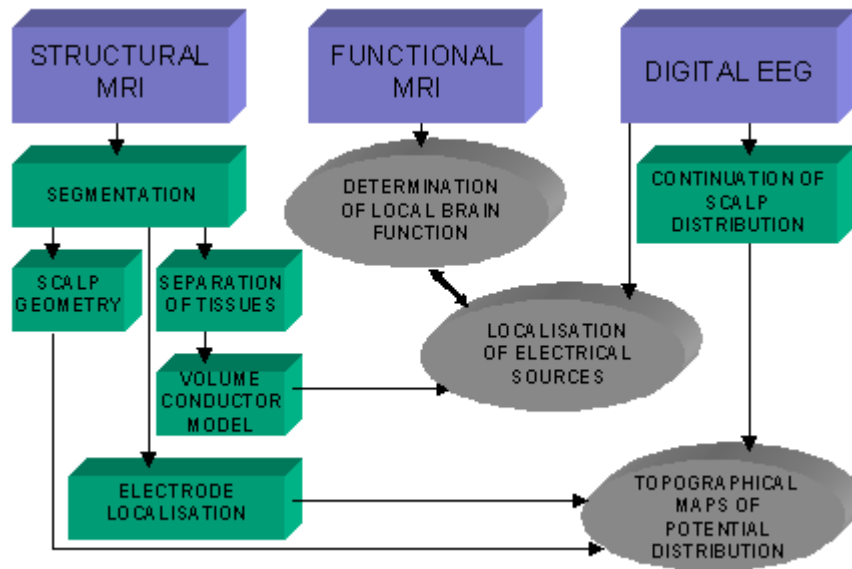 STRUCTURAL
MRI
FUNCTIONAL
MRI
DIGITAL EEG
SEGMENTATION
DETERMINATION
OF LOCAL BRAIN
FUNCTION
CONTINUATION OF
SCALP
DISTRIBUTION
SCALP
GEOMETRY
SEPARATION
OF TISSUES
LOCALISATION
OF ELECTRICAL
SOURCES
VOLUME
CONDUCTOR
MODEL
ELECTRODE
LOCALISATION
TOPOGRAPHICAL
MAPS OF
POTENTIAL
DISTRIBUTION